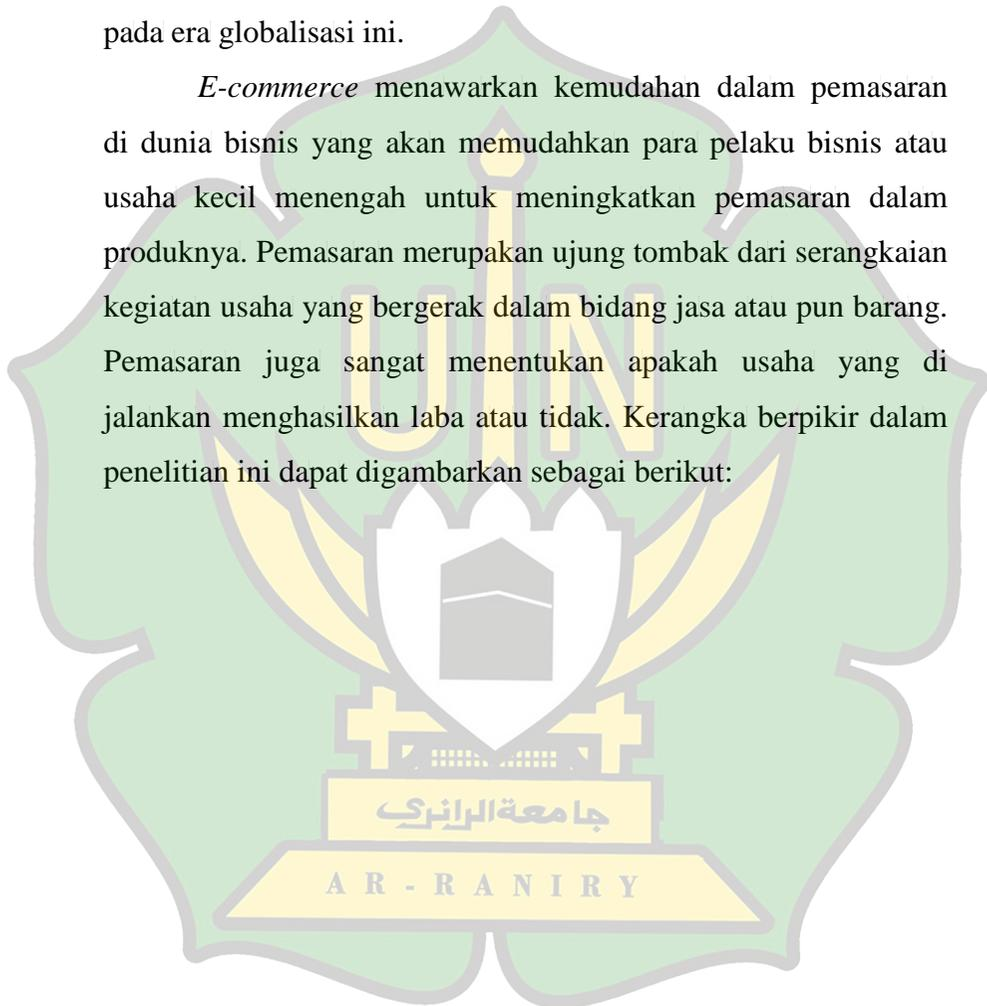 pada era globalisasi ini.
E-commerce menawarkan kemudahan dalam pemasaran
di dunia bisnis yang akan memudahkan para pelaku bisnis atau
usaha kecil menengah untuk meningkatkan pemasaran dalam
produknya. Pemasaran merupakan ujung tombak dari serangkaian
kegiatan usaha yang bergerak dalam bidang jasa atau pun barang.
Pemasaran juga sangat menentukan apakah usaha yang di
jalankan menghasilkan laba atau tidak. Kerangka berpikir dalam
penelitian ini dapat digambarkan sebagai berikut:
UIN
جامعة الرانري
AR-RANIRY